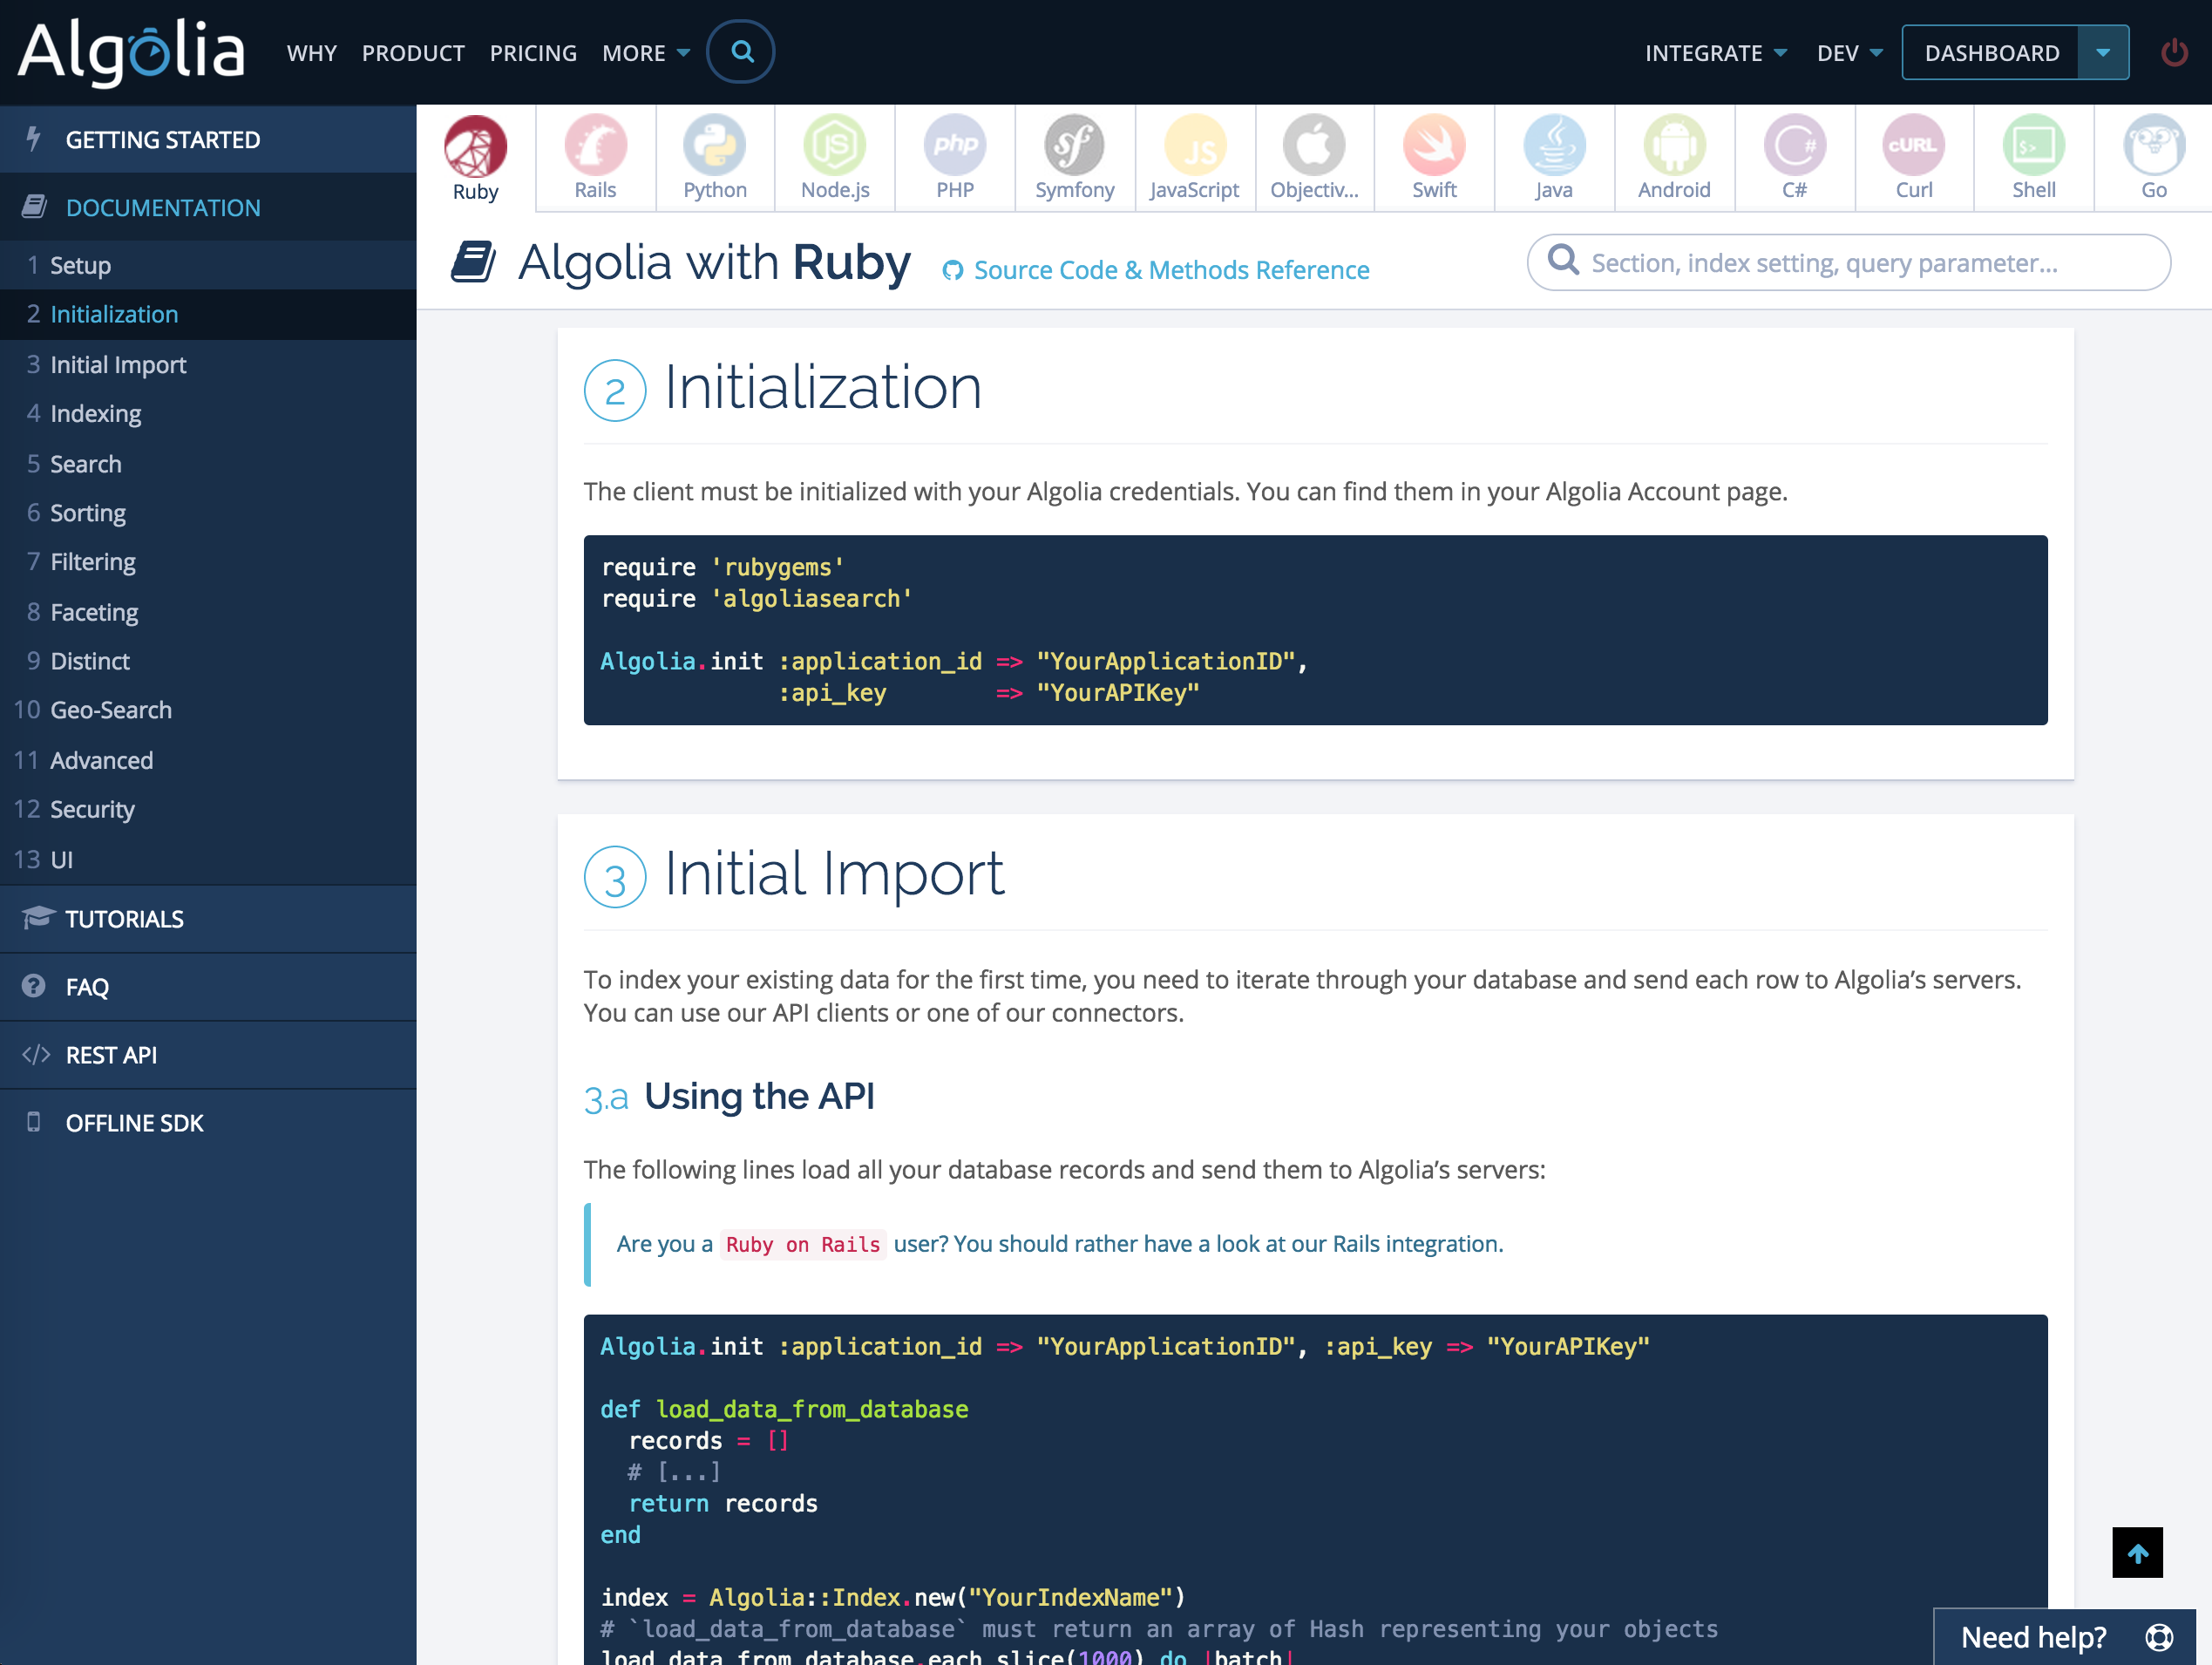 Algolia
WHY PRODUCT PRICING MORE
INTEGRATE DEV DASHBOARD
GETTING STARTED
DOCUMENTATION
1 Setup
2 Initialization
3 Initial Import
4 Indexing
5 Search
6 Sorting
7 Filtering
8 Faceting
9 Distinct
10 Geo-Search
11 Advanced
12 Security
13 UI
TUTORIALS
FAQ
</> REST API
OFFLINE SDK
JS php sf JS C# cURL $>_
Ruby Rails Python Node.js PHP Symfony JavaScript Objectiv... Swift Java Android C# Curl Shell Go
Algolia with Ruby Source Code & Methods Reference
Section, index setting, query parameter...
2 Initialization
The client must be initialized with your Algolia credentials. You can find them in your Algolia Account page.
require 'rubygems'
require 'algoliasearch'
Algolia.init :application_id => "YourApplicationID",
:api_key => "YourAPIKey"
3 Initial Import
To index your existing data for the first time, you need to iterate through your database and send each row to Algolia’s servers.
You can use our API clients or one of our connectors.
3.a Using the API
The following lines load all your database records and send them to Algolia’s servers:
Are you a Ruby on Rails user? You should rather have a look at our Rails integration.
Algolia.init :application_id => "YourApplicationID", :api_key => "YourAPIKey"
def load_data_from_database
records = []
# [...]
return records
end
index = Algolia::Index.new("YourIndexName")
# `load_data_from_database` must return an array of Hash representing your objects
load_data_from_database.each_slice(1000) do |batch|
Need help?